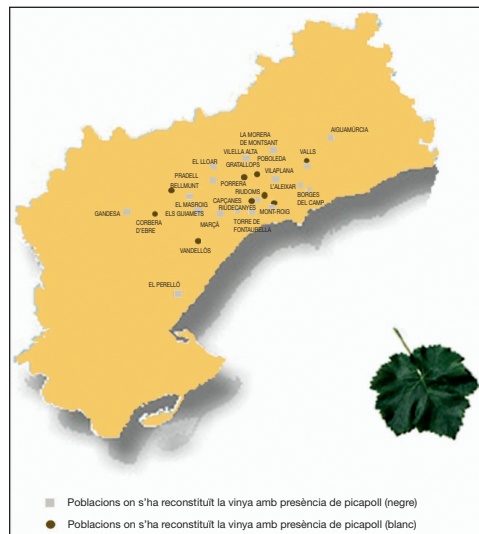 LA MORERA
DE MONTSANT
AIGUAMÚRCIA
VILELLA ALTA
POBOLEDA
VALLS
EL LLOAR
GRATALLOPS
VILAPLANA
PRADELL
BELLMUNT
PORRERA
L'ALEIXAR
RIUDOMS
EL MASROIG
CAPÇANES
BORGES
DEL CAMP
GANDESA
CORBERA
D'EBRE
ELS GUIAMETS
RIUDECANYES
MONT-ROIG
MARÇÀ
TORRE DE
FONTAUBELLA
VANDELLÒS
EL PERELLÓ
Poblacions on s'ha reconstituït la vinya amb presència de picapoll (negre)
Poblacions on s'ha reconstituït la vinya amb presència de picapoll (blanc)